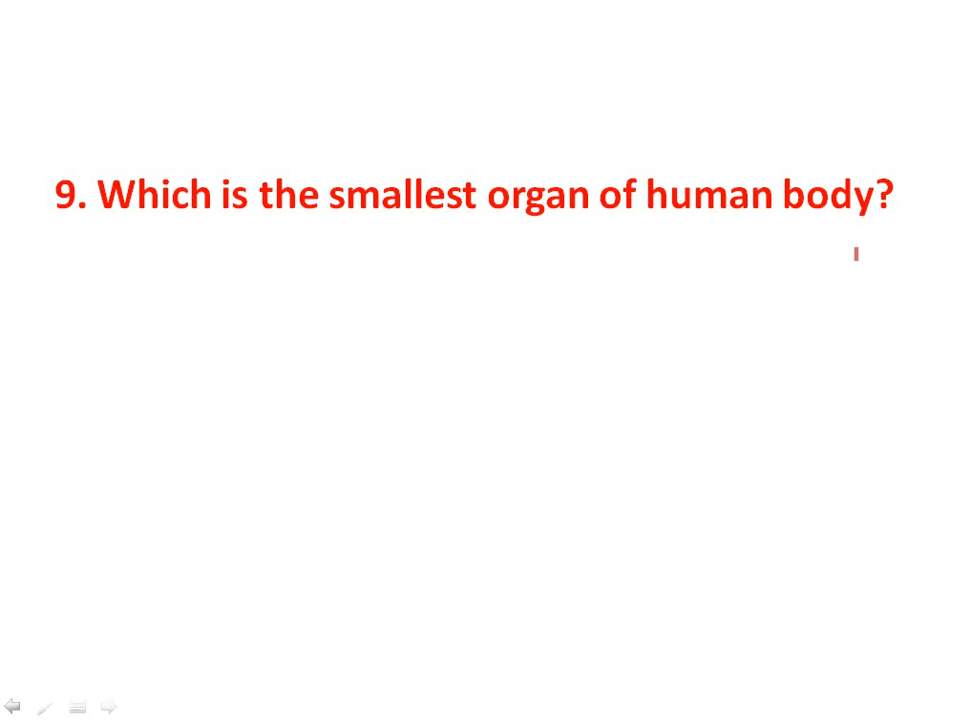 9. Which is the smallest organ of human body?